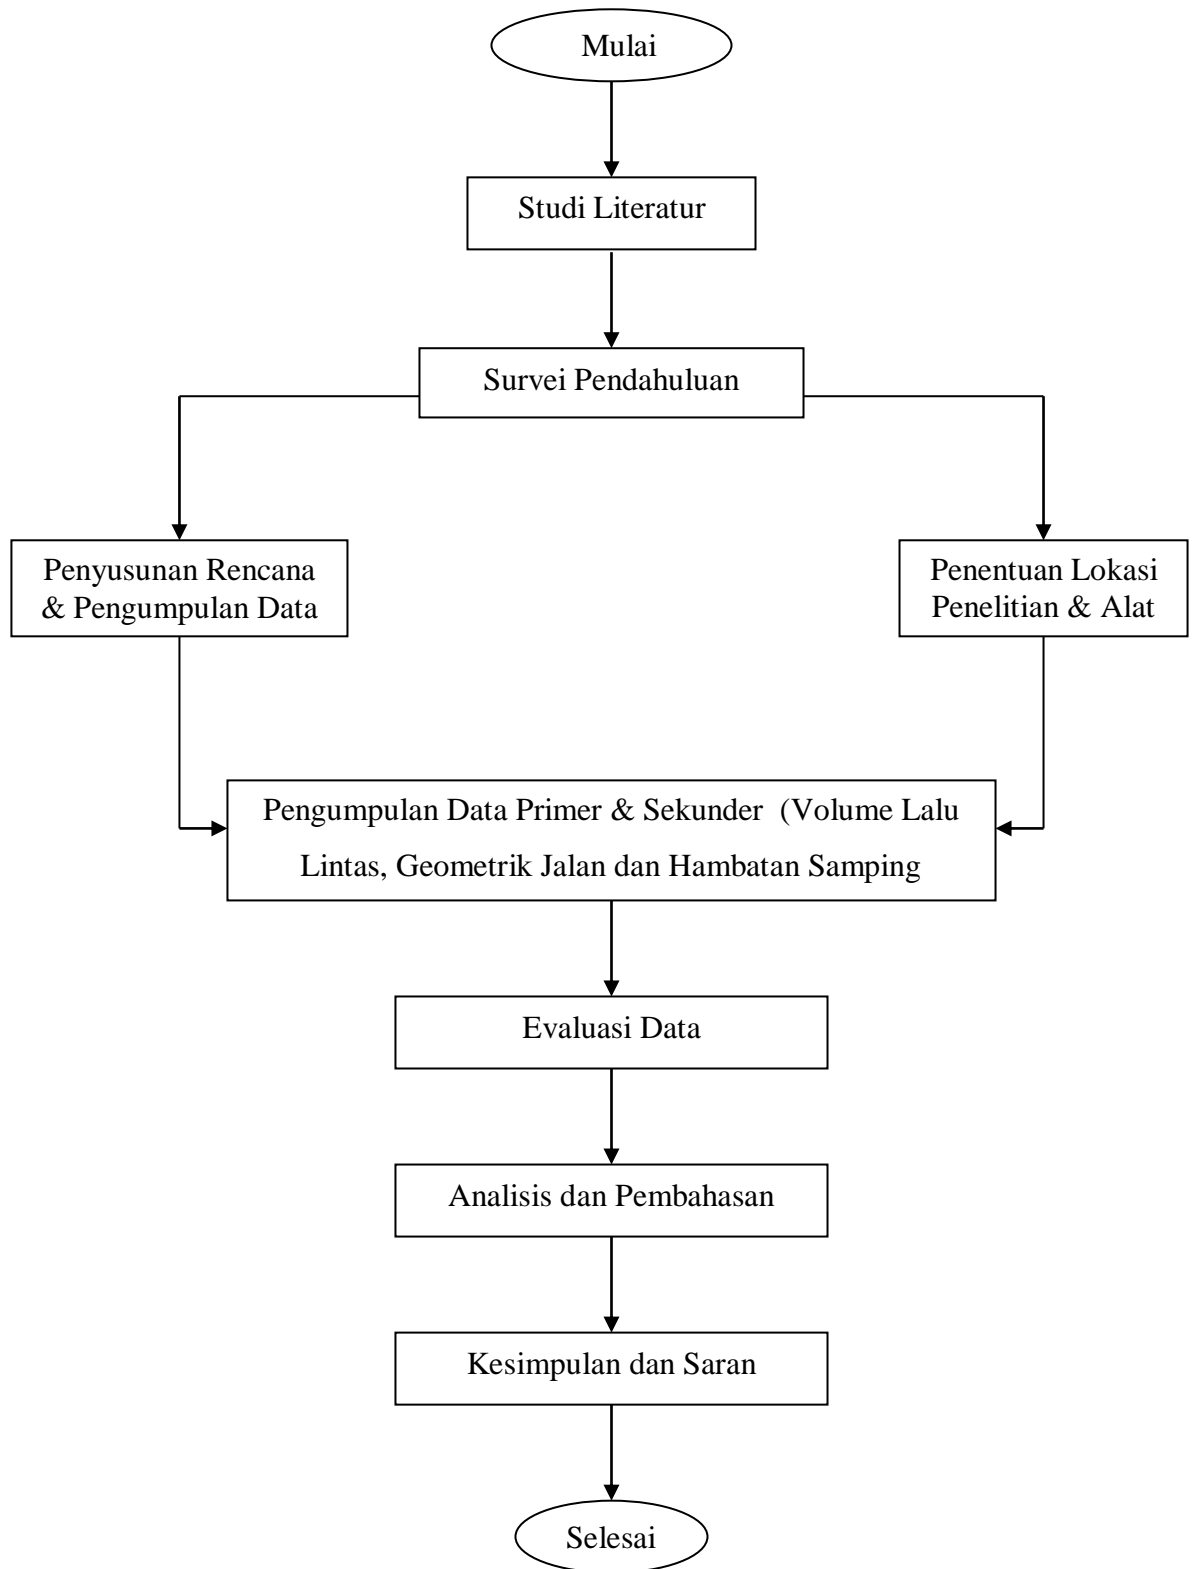 Mulai
Studi Literatur
Survei Pendahuluan
Penyusunan Rencana
& Pengumpulan Data
Penentuan Lokasi
Penelitian & Alat
Pengumpulan Data Primer & Sekunder  (Volume Lalu
Lintas, Geometrik Jalan dan Hambatan Samping
Evaluasi Data
Analisis dan Pembahasan
Kesimpulan dan Saran
Selesai